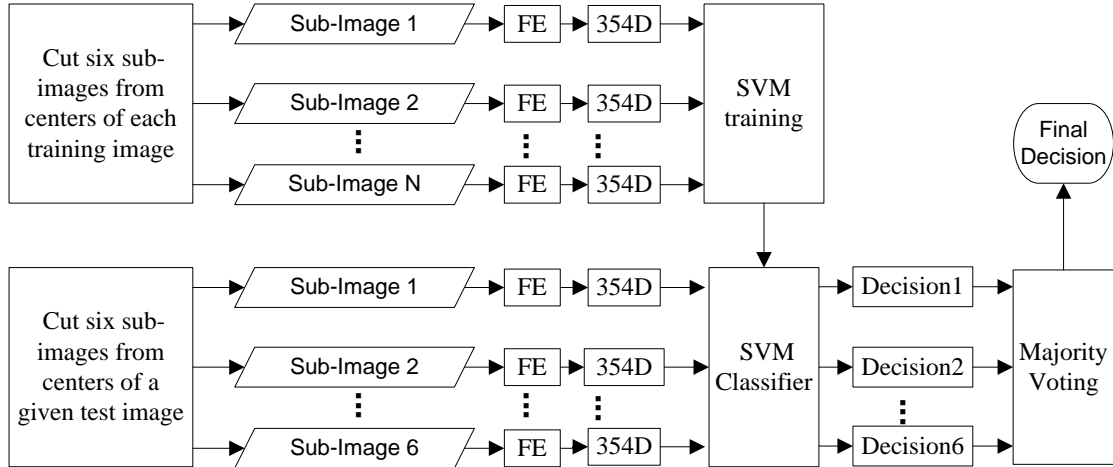 Cut six sub-
images from
centers of each
training image
Sub-Image 1
FE
354D
Sub-Image 2
FE
354D
Sub-Image N
FE
354D
SVM
training
Final
Decision
Cut six sub-
images from
centers of a
given test image
Sub-Image 1
FE
354D
Sub-Image 2
FE
354D
Sub-Image 6
FE
354D
SVM
Classifier
Decision1
Decision2
Decision6
Majority
Voting